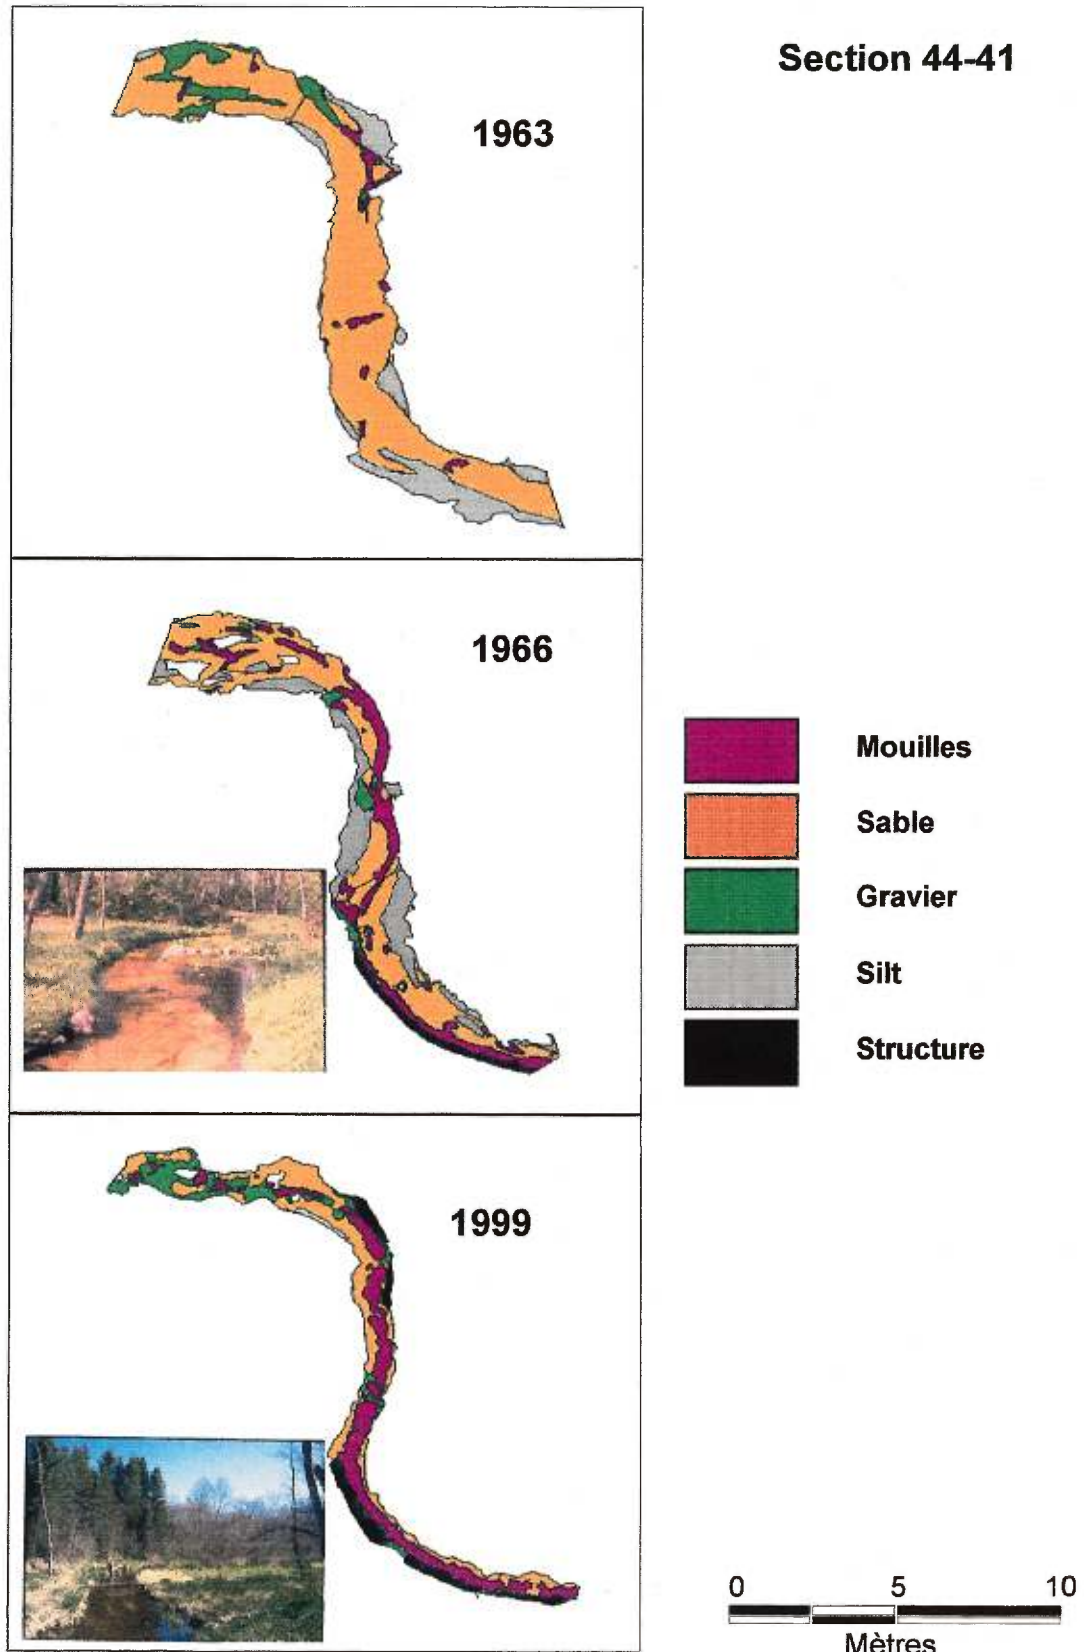 Section 44-41
1963
1966
Mouilles
Sable
Gravier
Silt
Structure
1999
0 5 10
Mètres